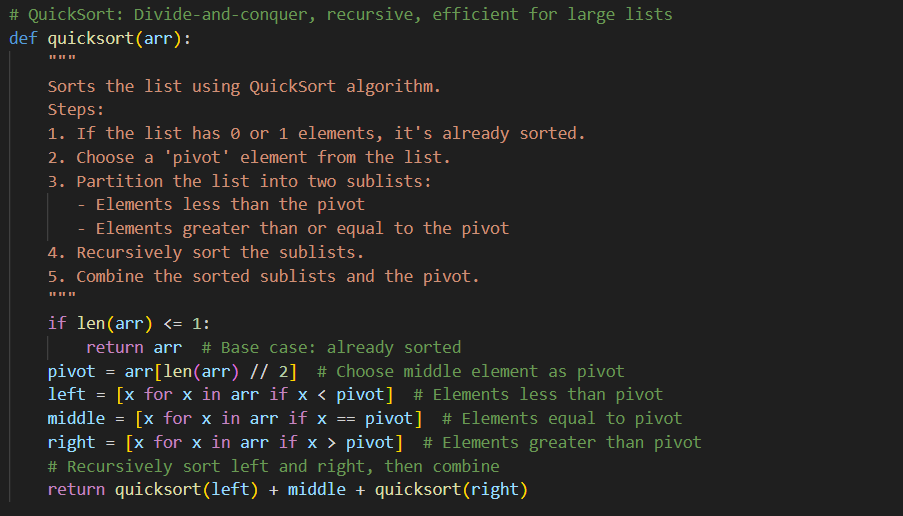 # QuickSort: Divide-and-conquer, recursive, efficient for large lists
def quicksort(arr):
    """
    Sorts the list using QuickSort algorithm.
    Steps:
    1. If the list has 0 or 1 elements, it's already sorted.
    2. Choose a 'pivot' element from the list.
    3. Partition the list into two sublists:
       - Elements less than the pivot
       - Elements greater than or equal to the pivot
    4. Recursively sort the sublists.
    5. Combine the sorted sublists and the pivot.
    """
    if len(arr) <= 1:
        return arr  # Base case: already sorted
    pivot = arr[len(arr) // 2]  # Choose middle element as pivot
    left = [x for x in arr if x < pivot]  # Elements less than pivot
    middle = [x for x in arr if x == pivot]  # Elements equal to pivot
    right = [x for x in arr if x > pivot]  # Elements greater than pivot
    # Recursively sort left and right, then combine
    return quicksort(left) + middle + quicksort(right)